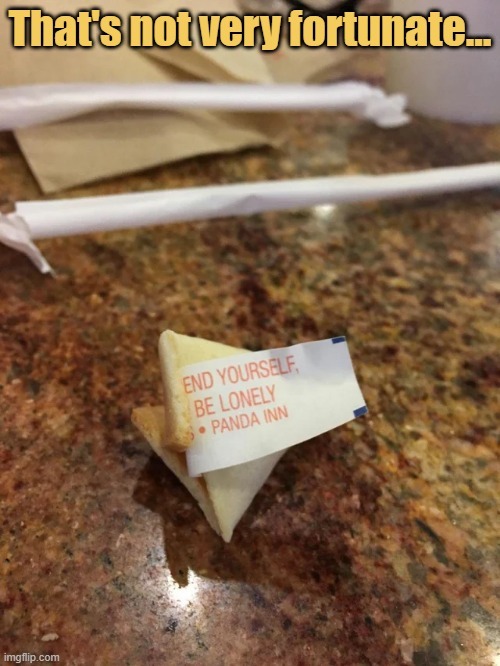 That's not very fortunate...
END YOURSELF,
BE LONELY
• PANDA INN
imgflip.com